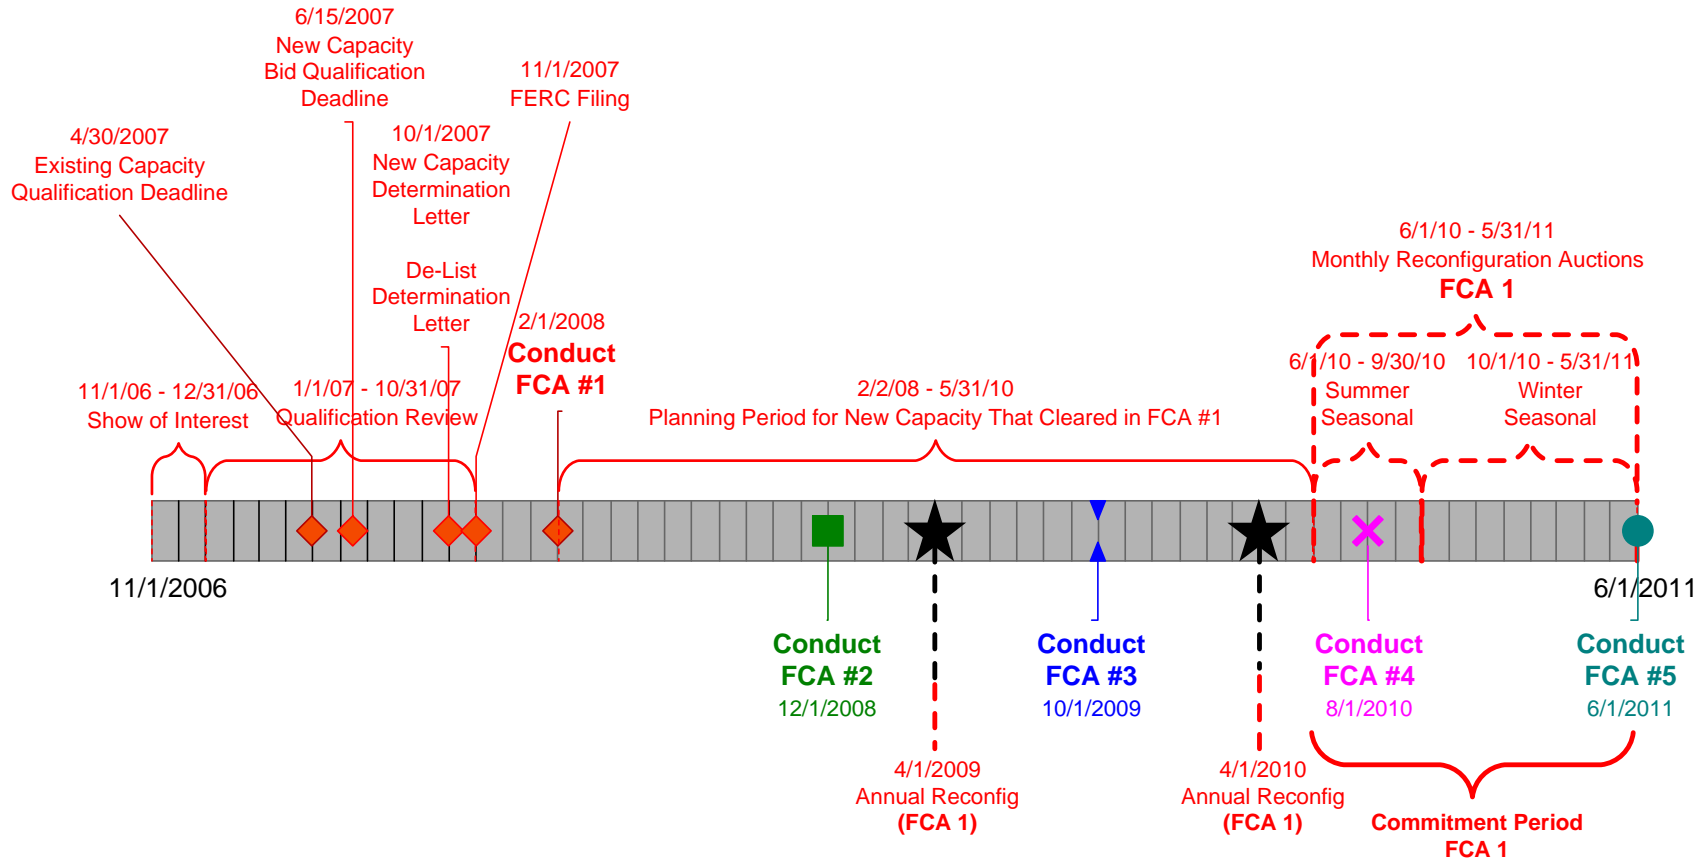 6/15/2007
New Capacity
Bid Qualification
Deadline
11/1/2007
FERC Filing
4/30/2007
Existing Capacity
Qualification Deadline
10/1/2007
New Capacity
Determination
Letter
De-List
Determination
Letter
2/1/2008
Conduct
FCA #1
6/1/10 - 5/31/11
Monthly Reconfiguration Auctions
FCA 1
11/1/06 - 12/31/06
Show of Interest
1/1/07 - 10/31/07
Qualification Review
2/2/08 - 5/31/10
Planning Period for New Capacity That Cleared in FCA #1
6/1/10 - 9/30/10
Summer
Seasonal
10/1/10 - 5/31/11
Winter
Seasonal
11/1/2006
6/1/2011
Conduct
FCA #2
12/1/2008
Conduct
FCA #3
10/1/2009
Conduct
FCA #4
8/1/2010
Conduct
FCA #5
6/1/2011
4/1/2009
Annual Reconfig
(FCA 1)
4/1/2010
Annual Reconfig
(FCA 1)
Commitment Period
FCA 1